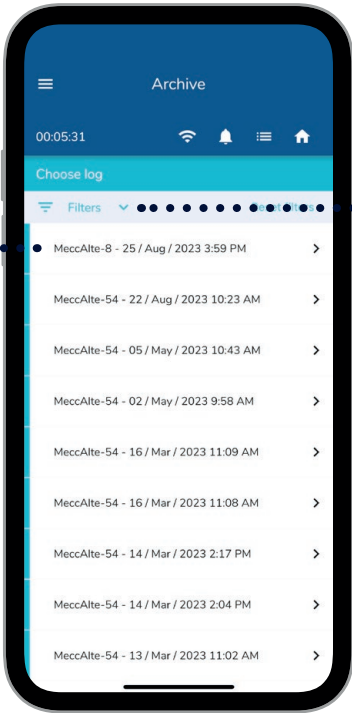 Archive
00:05:31
Choose log
Filters Reset filters
MeccAlte-8 - 25 / Aug / 2023 3:59 PM
MeccAlte-54 - 22 / Aug / 2023 10:23 AM
MeccAlte-54 - 05 / May / 2023 10:43 AM
MeccAlte-54 - 02 / May / 2023 9:58 AM
MeccAlte-54 - 16 / Mar / 2023 11:09 AM
MeccAlte-54 - 16 / Mar / 2023 11:08 AM
MeccAlte-54 - 14 / Mar / 2023 2:17 PM
MeccAlte-54 - 14 / Mar / 2023 2:04 PM
MeccAlte-54 - 13 / Mar / 2023 11:02 AM